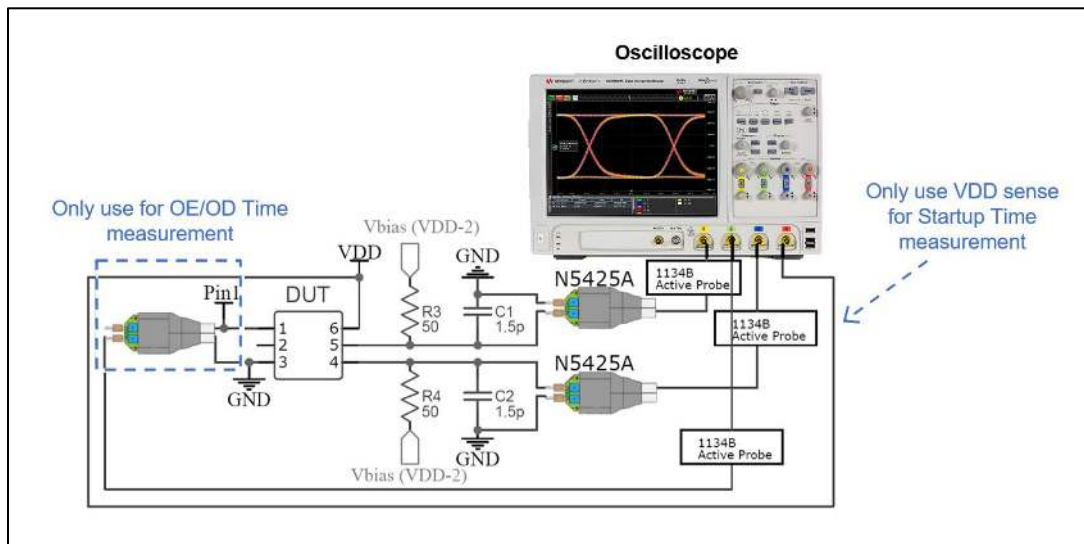 Oscilloscope
Only use for OE/OD Time
measurement
Only use VDD sense
for Startup Time
measurement
Vbias (VDD-2)
VDD
GND
N5425A
1134B
Active Probe
Pin1
DUT
R3
50
C1
1.5p
1134B
Active Probe
1
2
3
6
5
4
N5425A
GND
R4
50
C2
1.5p
1134B
Active Probe
GND
Vbias (VDD-2)